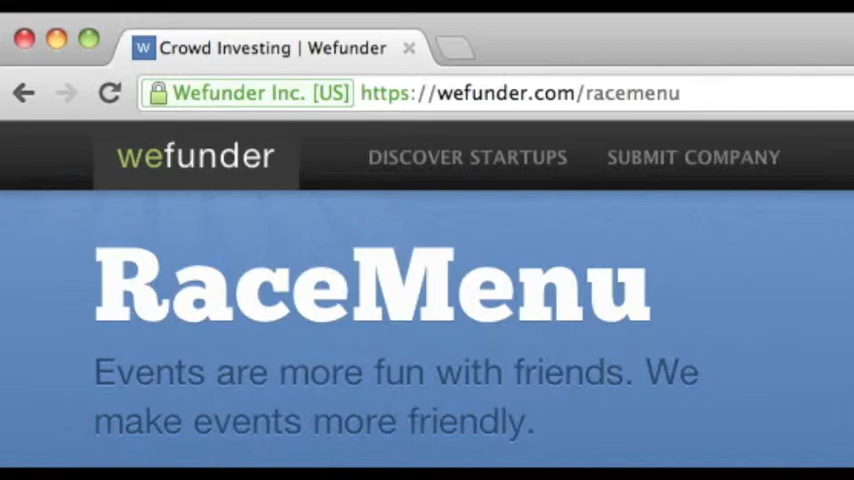 W Crowd Investing | Wefunder
Wefunder Inc. [US] https://wefunder.com/racemenu
wefunder DISCOVER STARTUPS SUBMIT COMPANY
RaceMenu
Events are more fun with friends. We
make events more friendly.